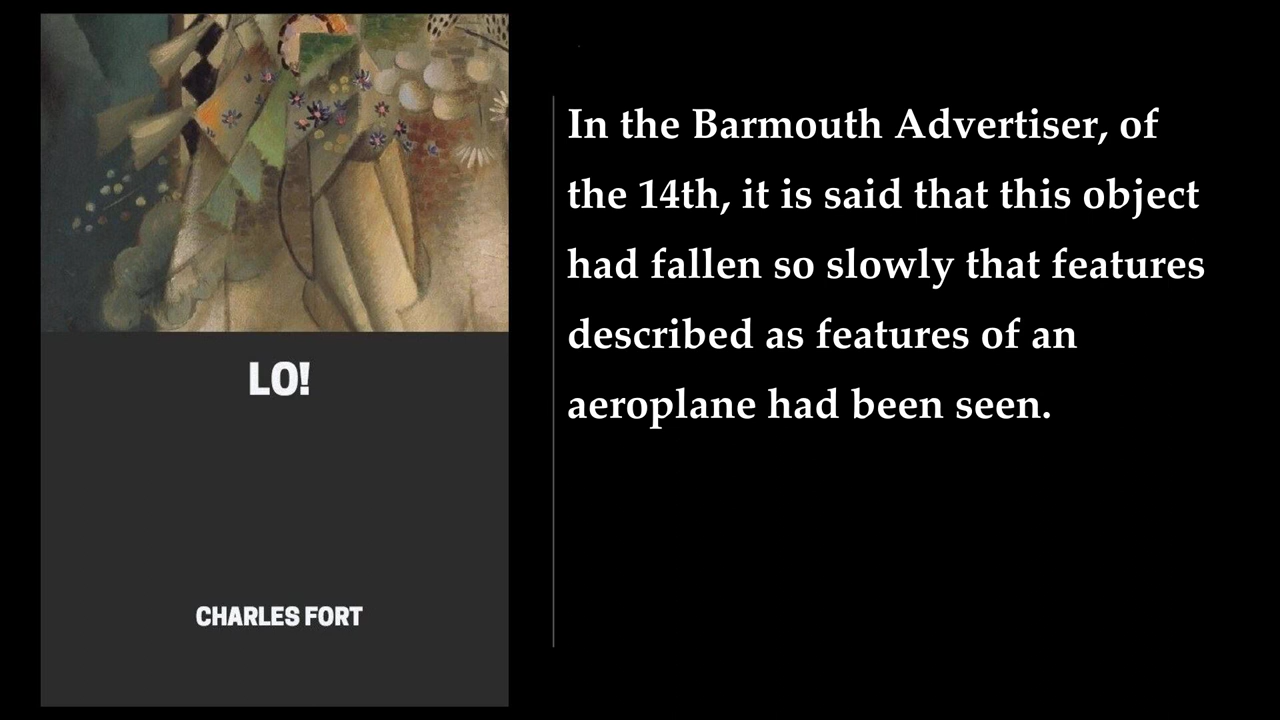 LO!
CHARLES FORT
In the Barmouth Advertiser, of
the 14th, it is said that this object
had fallen so slowly that features
described as features of an
aeroplane had been seen.